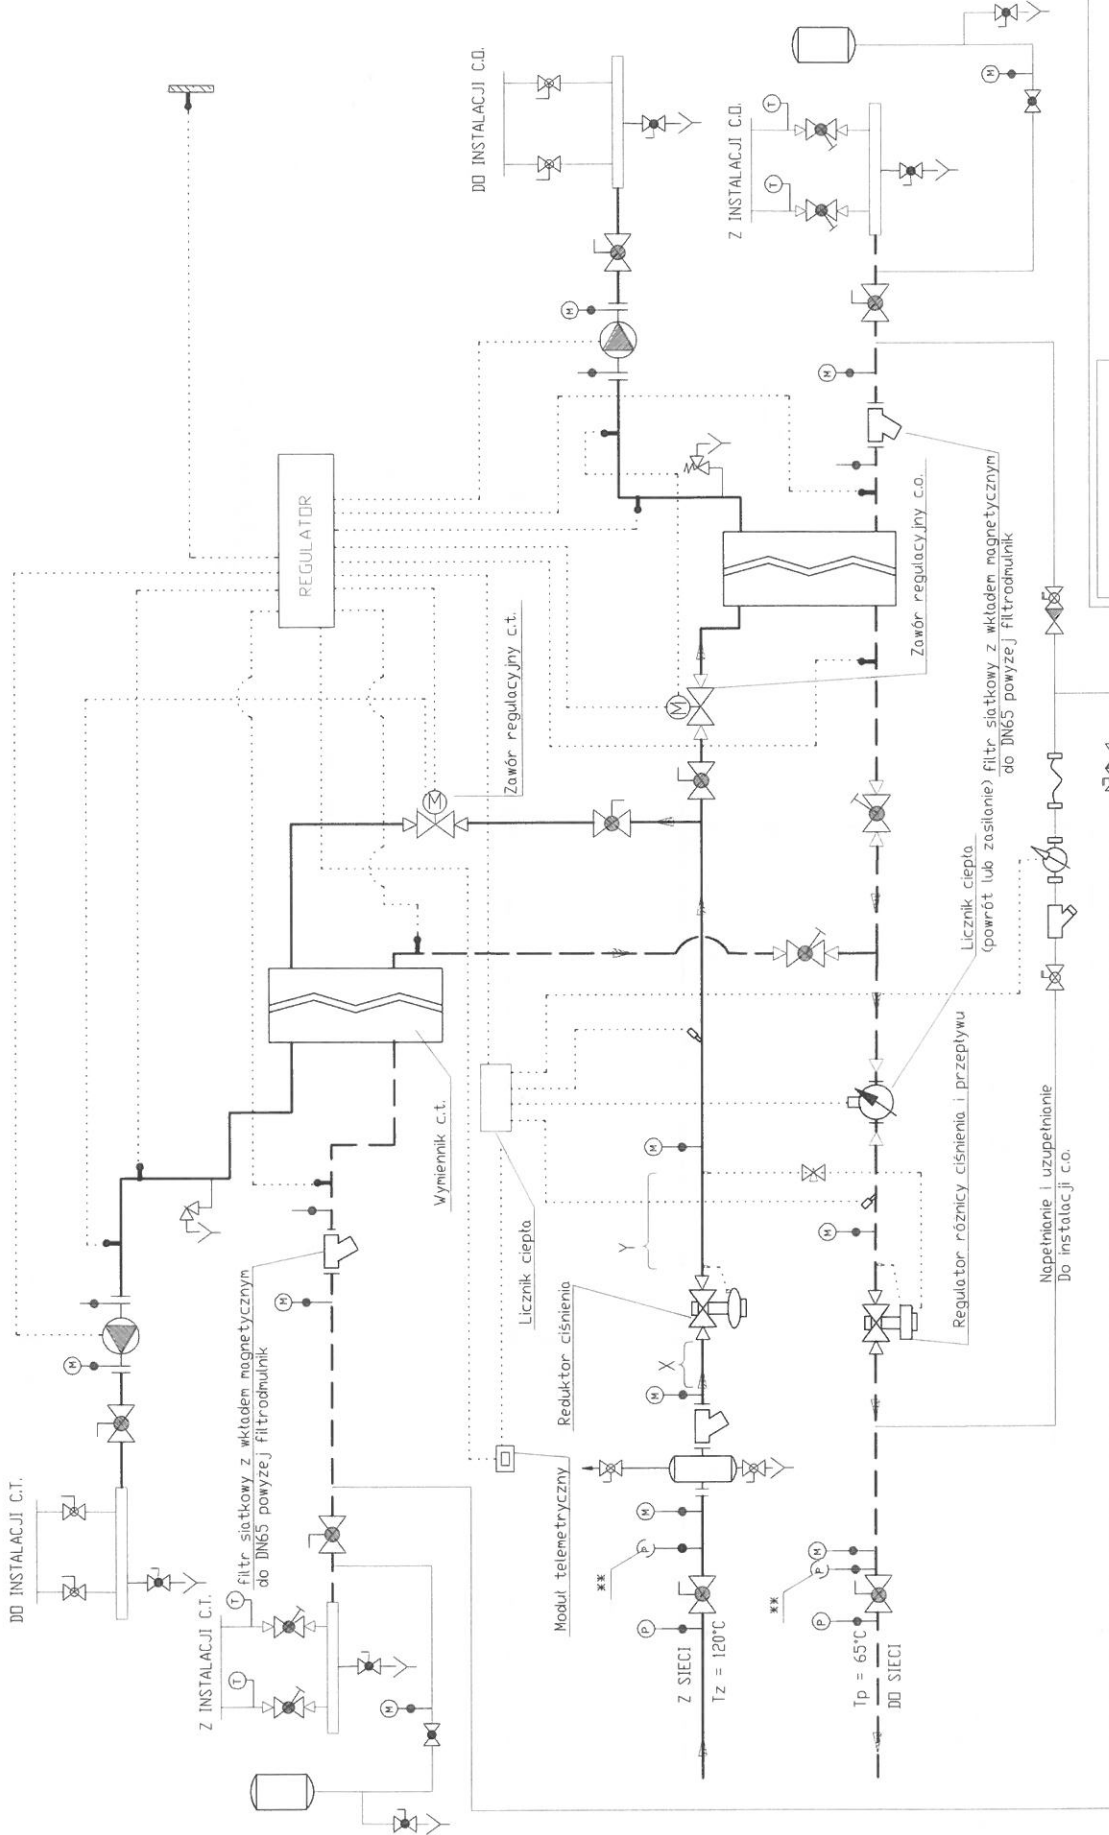 DO INSTALACJI C.T.
Z INSTALACJI C.T.
filtr siatkowy z wkładem magnetycznym
do DN65 powyżej filtrodmulnik
Wymiennik c.t.
REGULATOR
Zawór regulacyjny c.t.
DO INSTALACJI C.O.
Z INSTALACJI C.O.
Licznik ciepła
Moduł telemetryczny
Reduktor ciśnienia
X
Y
Z SIECI
Tz = 120°C
**
**
Tp = 65°C
DO SIECI
Zawór regulacyjny c.o.
Licznik ciepła
(powrót lub zasilanie)
filtr siatkowy z wkładem magnetycznym
do DN65 powyżej filtrodmulnik
Regulator różnicy ciśnienia i przepływu
Napełnianie i uzupełnianie
Do instalacji c.o.
M
M
M
M
M
M
M
M
M
M
M
M
M
M
T
T
T
T
P
P
P
P